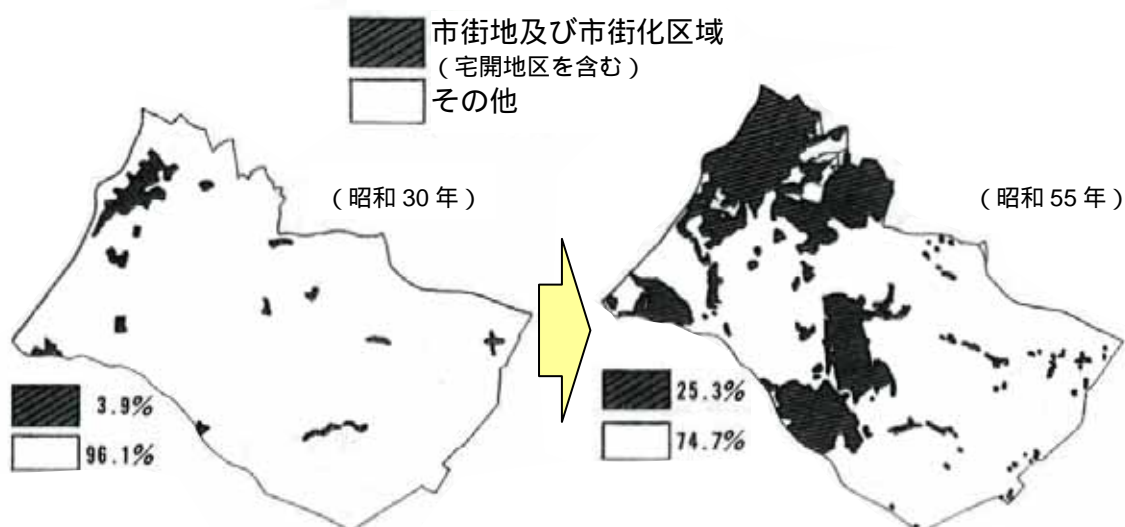 市街地及び市街化区域
(宅開地区を含む)
その他
(昭和 30 年)
(昭和 55 年)
3.9%
96.1%
25.3%
74.7%